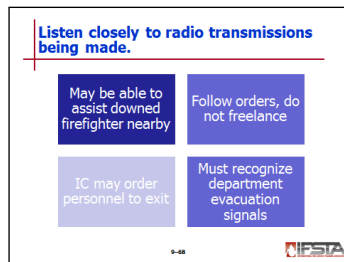 Listen closely to radio transmissions
being made.
May be able to
assist downed
firefighter nearby
Follow orders, do
not freelance
IC may order
personnel to exit
Must recognize
department
evacuation
signals
9–68
IFSTA